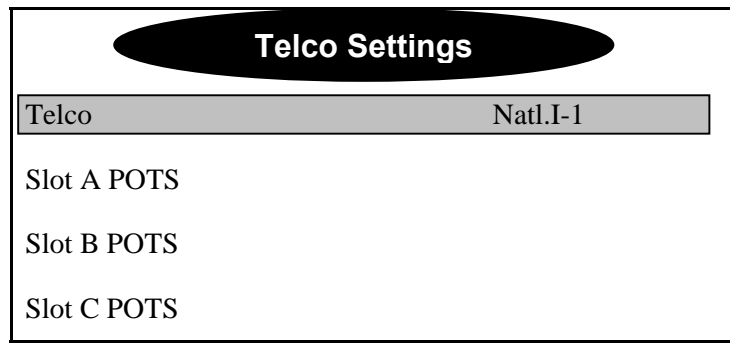 Telco Settings
Telco Natl.I-1
Slot A POTS
Slot B POTS
Slot C POTS